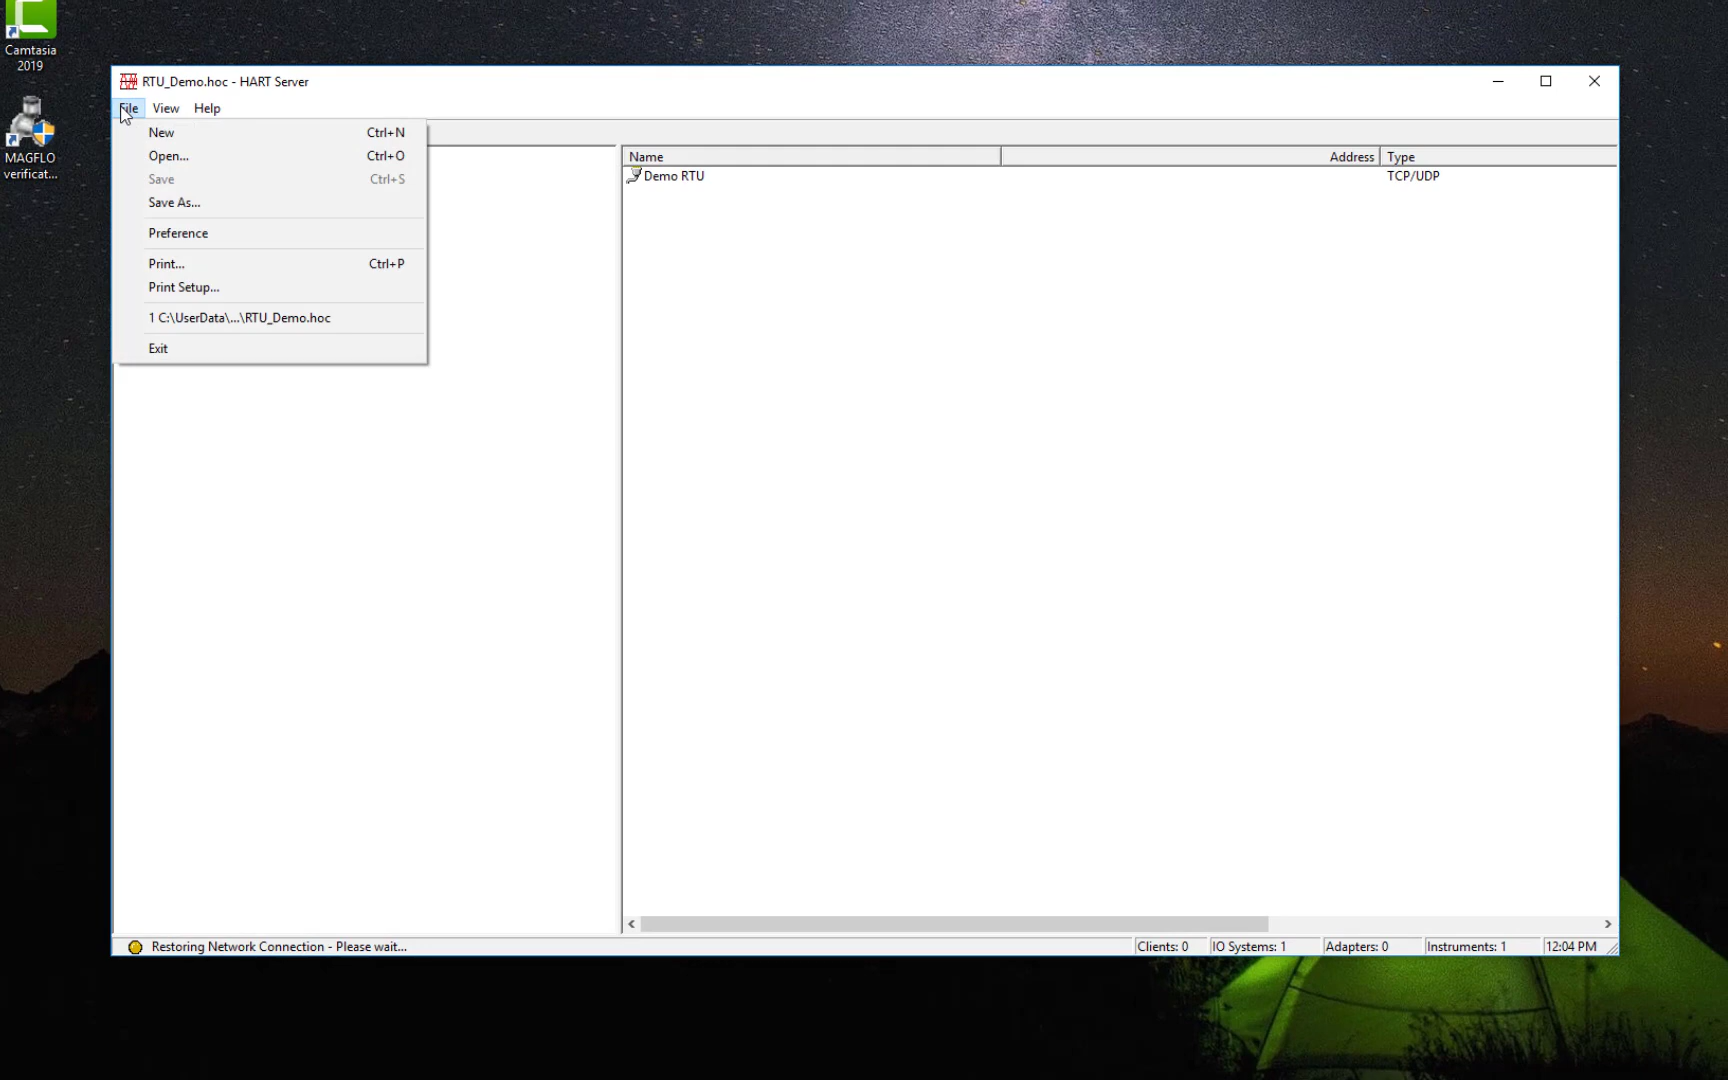 Camtasia
2019
MAGFLO
verificat...
RTU_Demo.hoc - HART Server
File View Help
New Ctrl+N
Open... Ctrl+O
Save Ctrl+S
Save As...
Preference
Print... Ctrl+P
Print Setup...
1 C:\UserData\...\RTU_Demo.hoc
Exit
Name Address Type
Demo RTU TCP/UDP
Restoring Network Connection - Please wait... Clients: 0 IO Systems: 1 Adapters: 0 Instruments: 1 12:04 PM